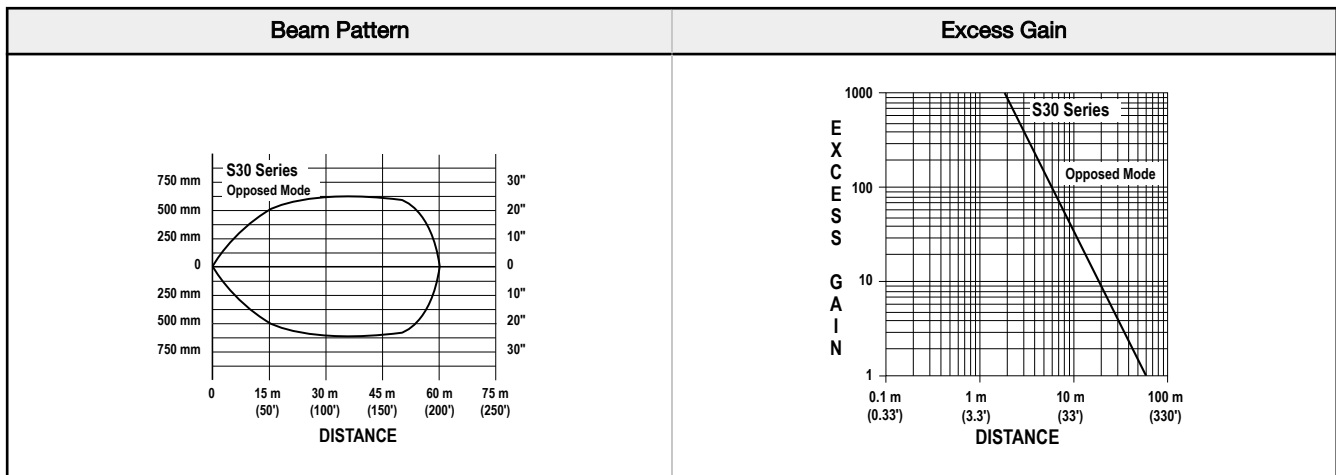 Beam Pattern
Excess Gain
S30 Series
Opposed Mode
750 mm
500 mm
250 mm
0
250 mm
500 mm
750 mm
30"
20"
10"
0
10"
20"
30"
0
15 m
(50')
30 m
(100')
45 m
(150')
60 m
(200')
75 m
(250')
DISTANCE
EXCESS GAIN
1000
100
10
1
S30 Series
Opposed Mode
0.1 m
(0.33')
1 m
(3.3')
10 m
(33')
100 m
(330')
DISTANCE